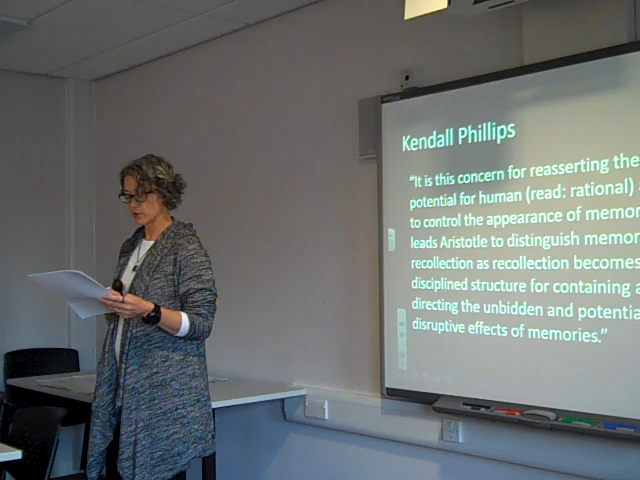 Kendall Phillips
"It is this concern for reasserting the
potential for human (read: rational)
to control the appearance of memor
leads Aristotle to distinguish memor
recollection as recollection becomes
disciplined structure for containing a
directing the unbidden and potentia
disruptive effects of memories."